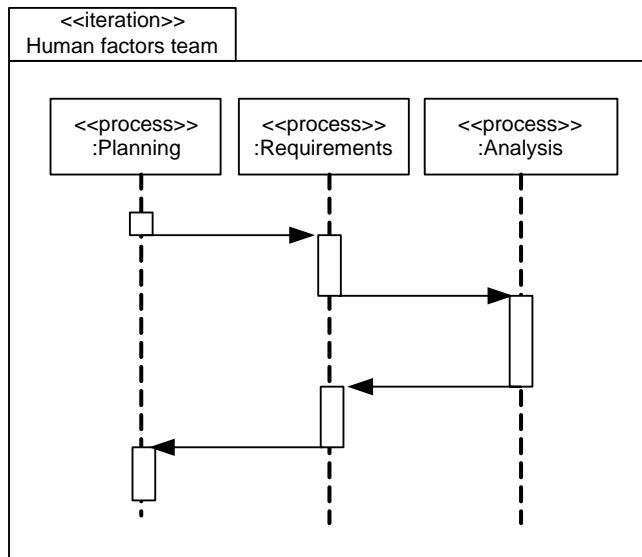 <<iteration>>
Human factors team
<<process>>
:Planning
<<process>>
:Requirements
<<process>>
:Analysis